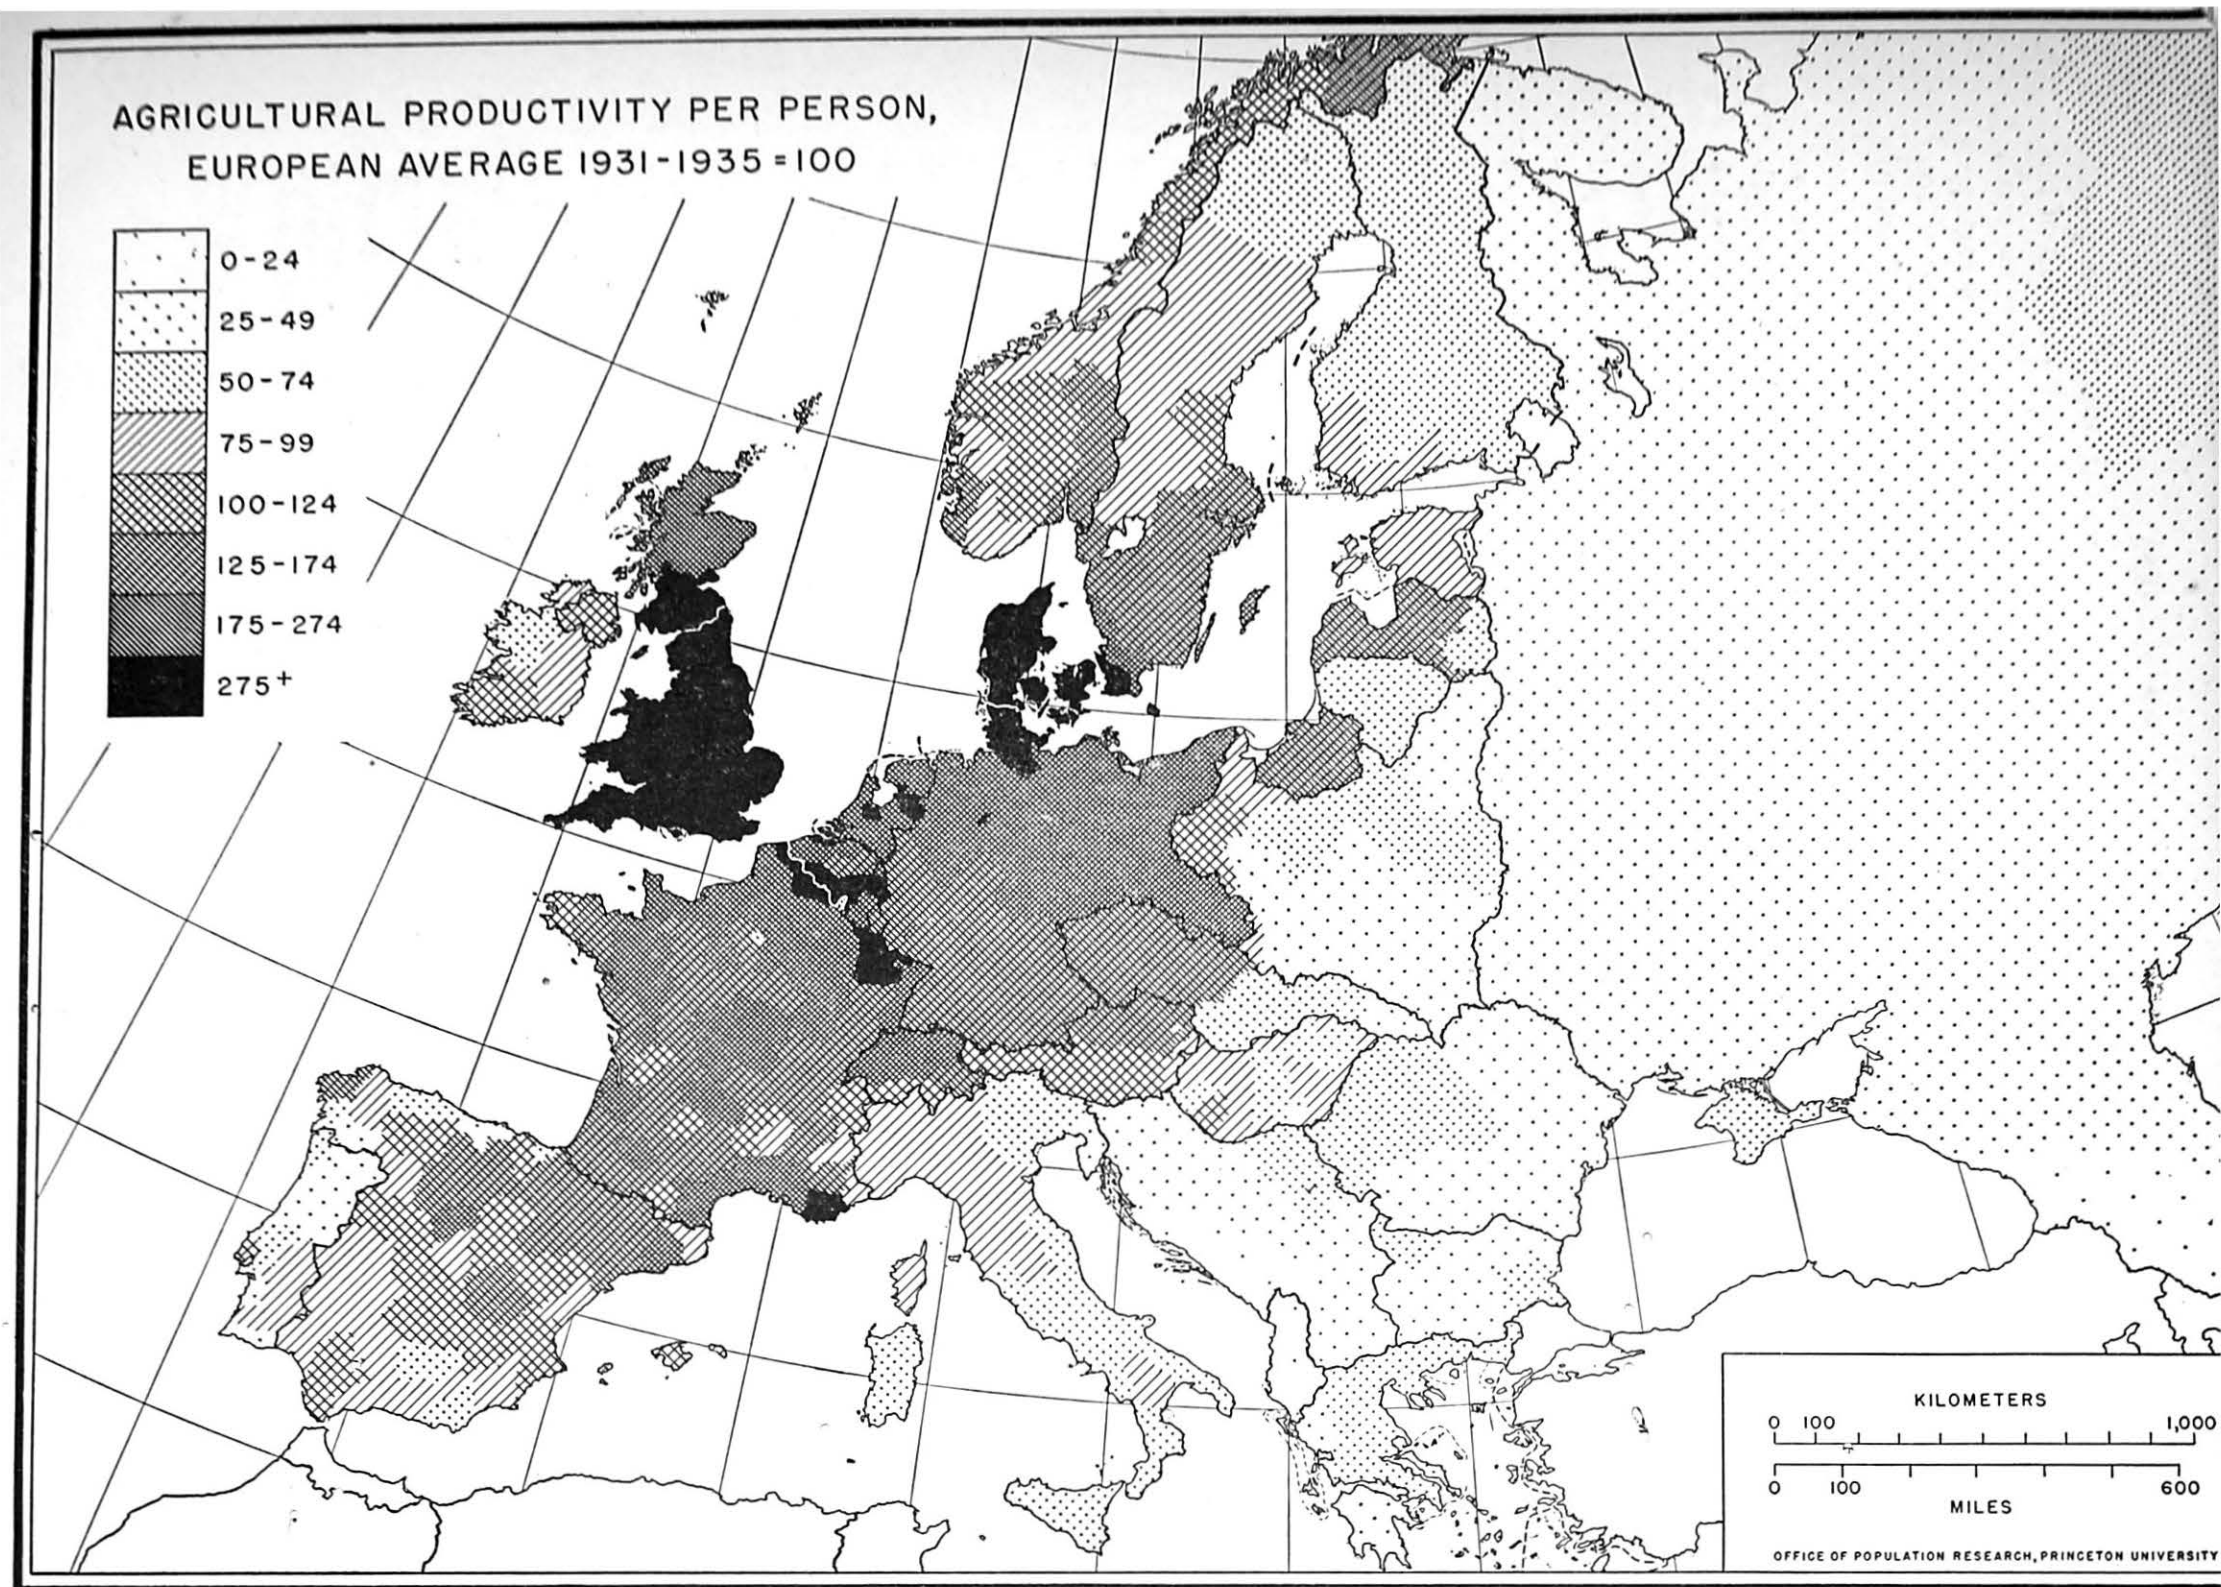 AGRICULTURAL PRODUCTIVITY PER PERSON,
EUROPEAN AVERAGE 1931-1935=100
0-24
25-49
50-74
75-99
100-124
125-174
175-274
275+
KILOMETERS
0 100 1,000
0 100 600
MILES
OFFICE OF POPULATION RESEARCH, PRINCETON UNIVERSITY